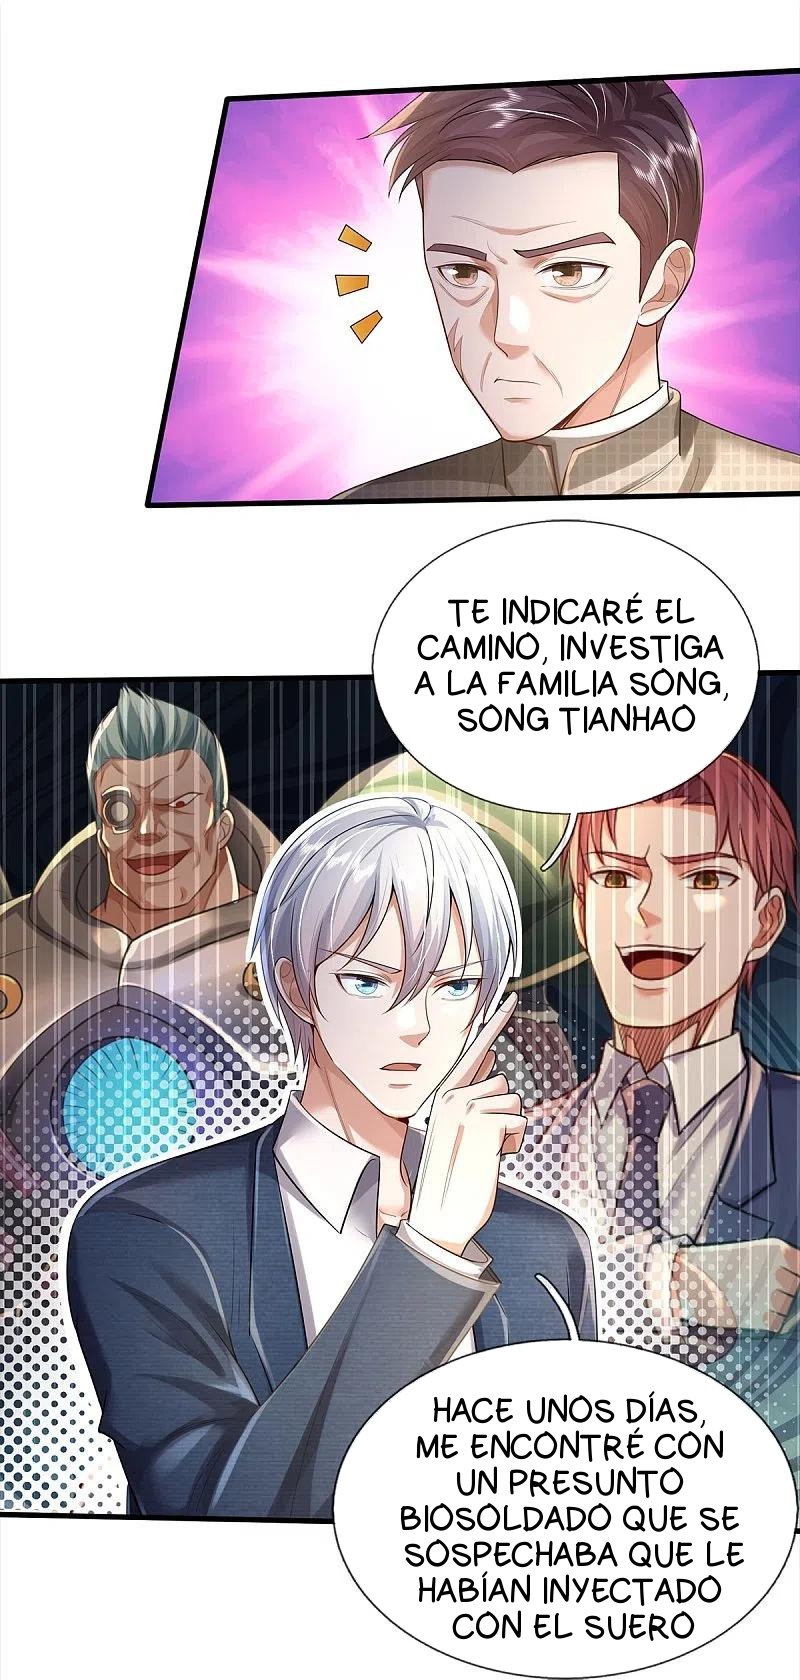 TE INDICARÉ EL
CAMINO, INVESTIGA
A LA FAMILIA SONG,
SONG TIANHAO
HACE UNOS DÍAS,
ME ENCONTRÉ CON
UN PRESUNTO
BIOSOLDADO QUE SE
SOSPECHABA QUE LE
HABÍAN INYECTADO
CON EL SUERO